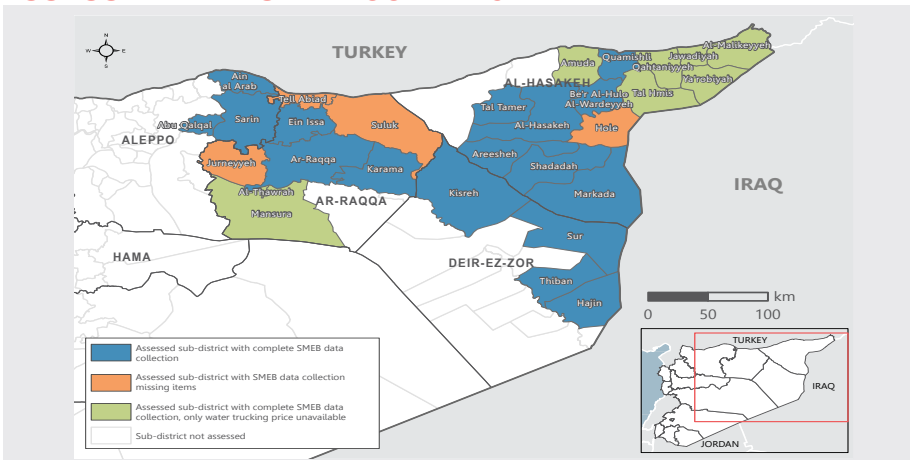 TURKEY
N
W
E
S
Ain
al Arab
Tell Abiad
Sarin
Ein Issa
Suluk
Abu Qalqal
ALEPPO
Jurneyyeh
Ar-Raqqa
Karama
Al-Thawrah
Mansura
AR-RAQQA
HAMA
Al-Malikeyyeh
Jawadiyah
Quamishli
Qahtaniyyeh
Amuda
Ya'robiyah
AL-HASAKEH
Be'r Al-Hulo
Al-Wardeyyeh
Tal Hmis
Tal Tamer
Al-Hasakeh
Hole
Areesheh
Shadadah
Kisreh
Markada
IRAQ
Sur
DEIR-EZ-ZOR
Thiban
Hajin
km
0 50 100
Assessed sub-district with complete SMEB data
collection
Assessed sub-district with SMEB data collection
missing items
Assessed sub-district with complete SMEB data
collection, only water trucking price unavailable
Sub-district not assessed
TURKEY
IRAQ
JORDAN